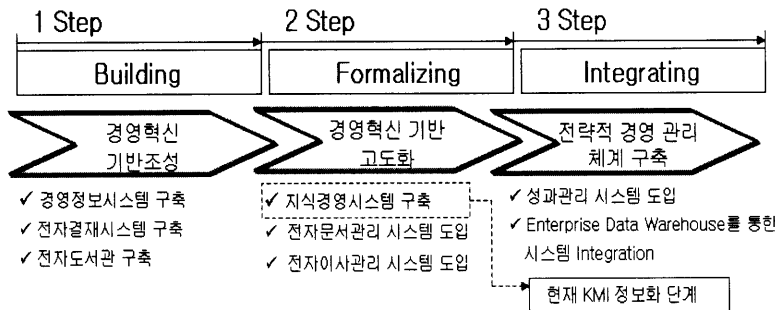 1 Step
2 Step
3 Step
Building
Formalizing
Integrating
경영혁신
기반조성
경영혁신 기반
고도화
전략적 경영 관리
체계 구축
✓ 경영정보시스템 구축
✓ 전자결재시스템 구축
✓ 전자도서관 구축
✓ 지식경영시스템 구축
✓ 전자문서관리 시스템 도입
✓ 전자이사관리 시스템 도입
✓ 성과관리 시스템 도입
✓ Enterprise Data Warehouse를 통한
시스템 Integration
현재 KMI 정보화 단계